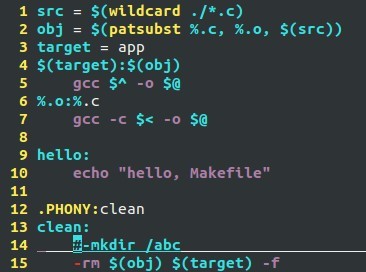 1 src = $(wildcard ./*.c)
2 obj = $(patsubst %.c, %.o, $(src))
3 target = app
4 $(target):$(obj)
5     gcc $^ -o $@
6 %.o:%.c
7     gcc -c $< -o $@
8
9 hello:
10     echo "hello, Makefile"
11
12 .PHONY:clean
13 clean:
14     #-mkdir /abc
15     -rm $(obj) $(target) -f